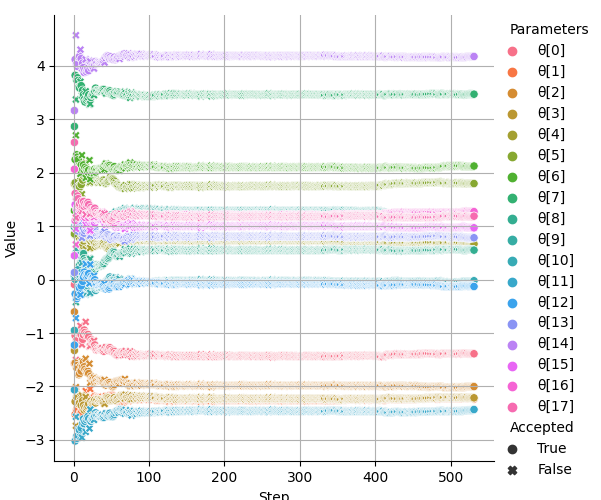 Parameters
θ[0]
θ[1]
θ[2]
θ[3]
θ[4]
θ[5]
θ[6]
θ[7]
θ[8]
θ[9]
θ[10]
θ[11]
θ[12]
θ[13]
θ[14]
θ[15]
θ[16]
θ[17]
Accepted
True
False
Value
4
3
2
1
0
−1
−2
−3
0 100 200 300 400 500
Step